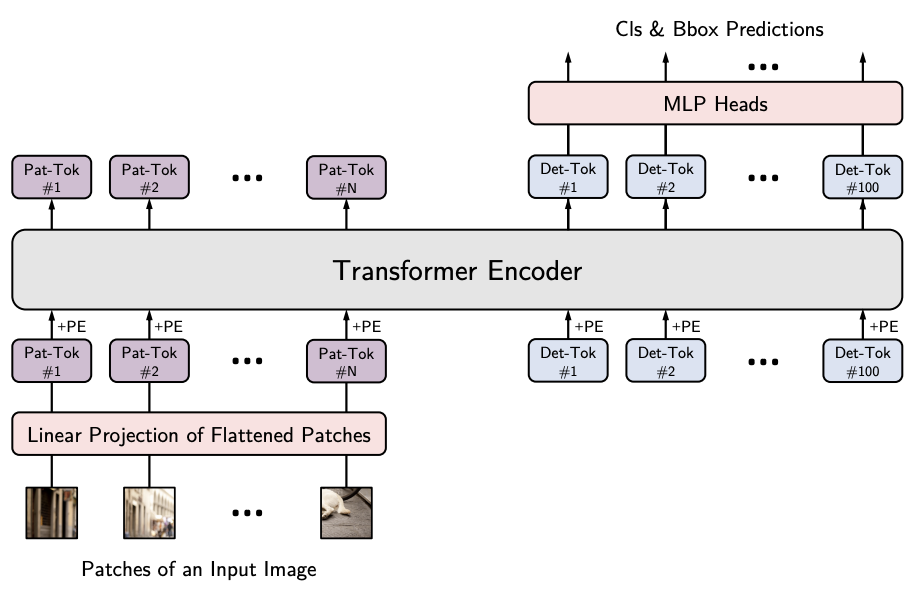 Cls & Bbox Predictions
MLP Heads
Pat-Tok
#1
Pat-Tok
#2
Pat-Tok
#N
Det-Tok
#1
Det-Tok
#2
Det-Tok
#100
Transformer Encoder
+PE
+PE
+PE
+PE
+PE
+PE
Pat-Tok
#1
Pat-Tok
#2
Pat-Tok
#N
Det-Tok
#1
Det-Tok
#2
Det-Tok
#100
Linear Projection of Flattened Patches
Patches of an Input Image